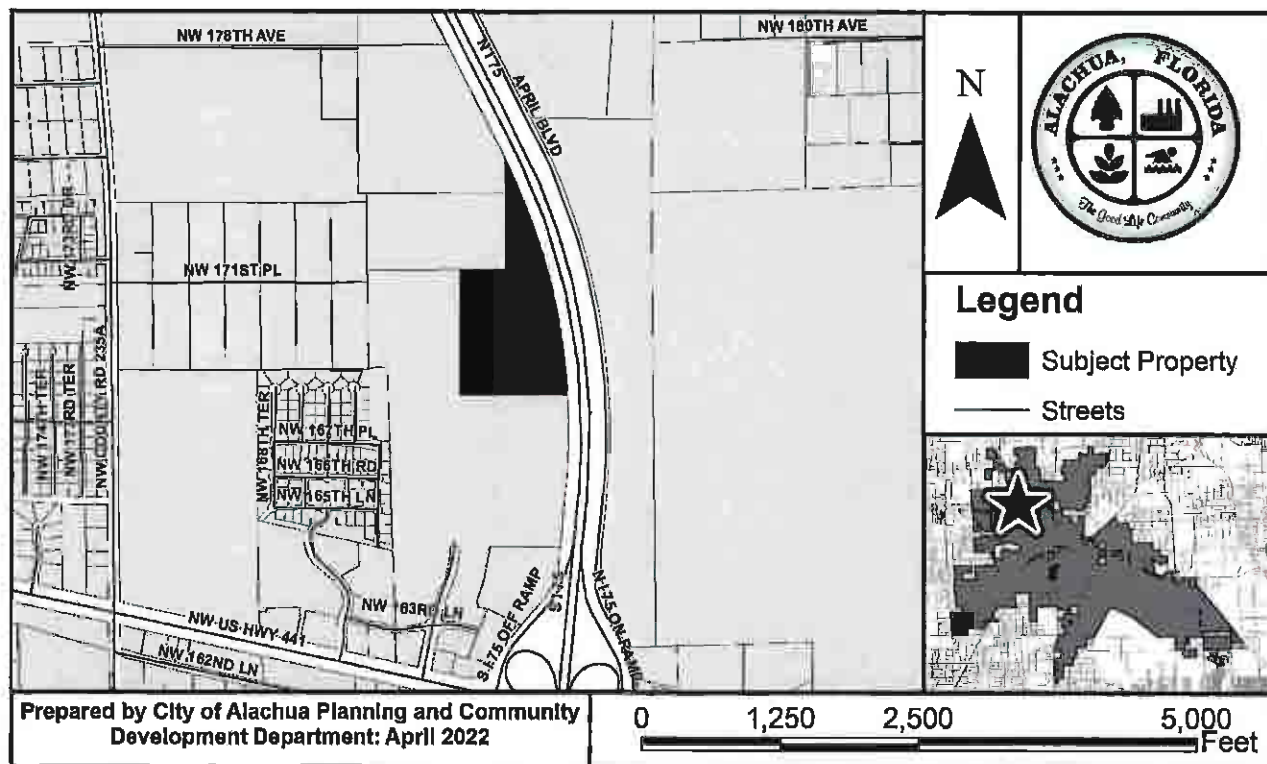 NW 178TH AVE
NW 180TH AVE
N I 75
APRIL BLVD
N
ALACHUA, FLORIDA
The Good Life Community
NW 173RD TER
NW 171ST PL
NW COUNTY RD 235A
Legend
Subject Property
Streets
NW 174TH TER
NW 173RD TER
NW 168TH TER
NW 167TH PL
NW 166TH RD
NW 165TH LN
NW 163RD LN
S I-75
S I-75 OFF RAMP
N I-75 ON RAMP
NW US HWY 441
NW 162ND LN
Prepared by City of Alachua Planning and Community
Development Department: April 2022
0 1,250 2,500 5,000
Feet